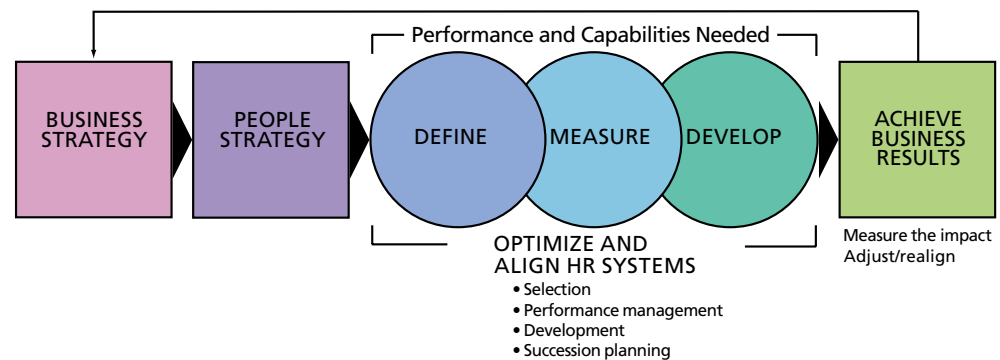 Performance and Capabilities Needed
BUSINESS
STRATEGY
PEOPLE
STRATEGY
DEFINE
MEASURE
DEVELOP
ACHIEVE
BUSINESS
RESULTS
Measure the impact
Adjust/realign
OPTIMIZE AND
ALIGN HR SYSTEMS
• Selection
• Performance management
• Development
• Succession planning